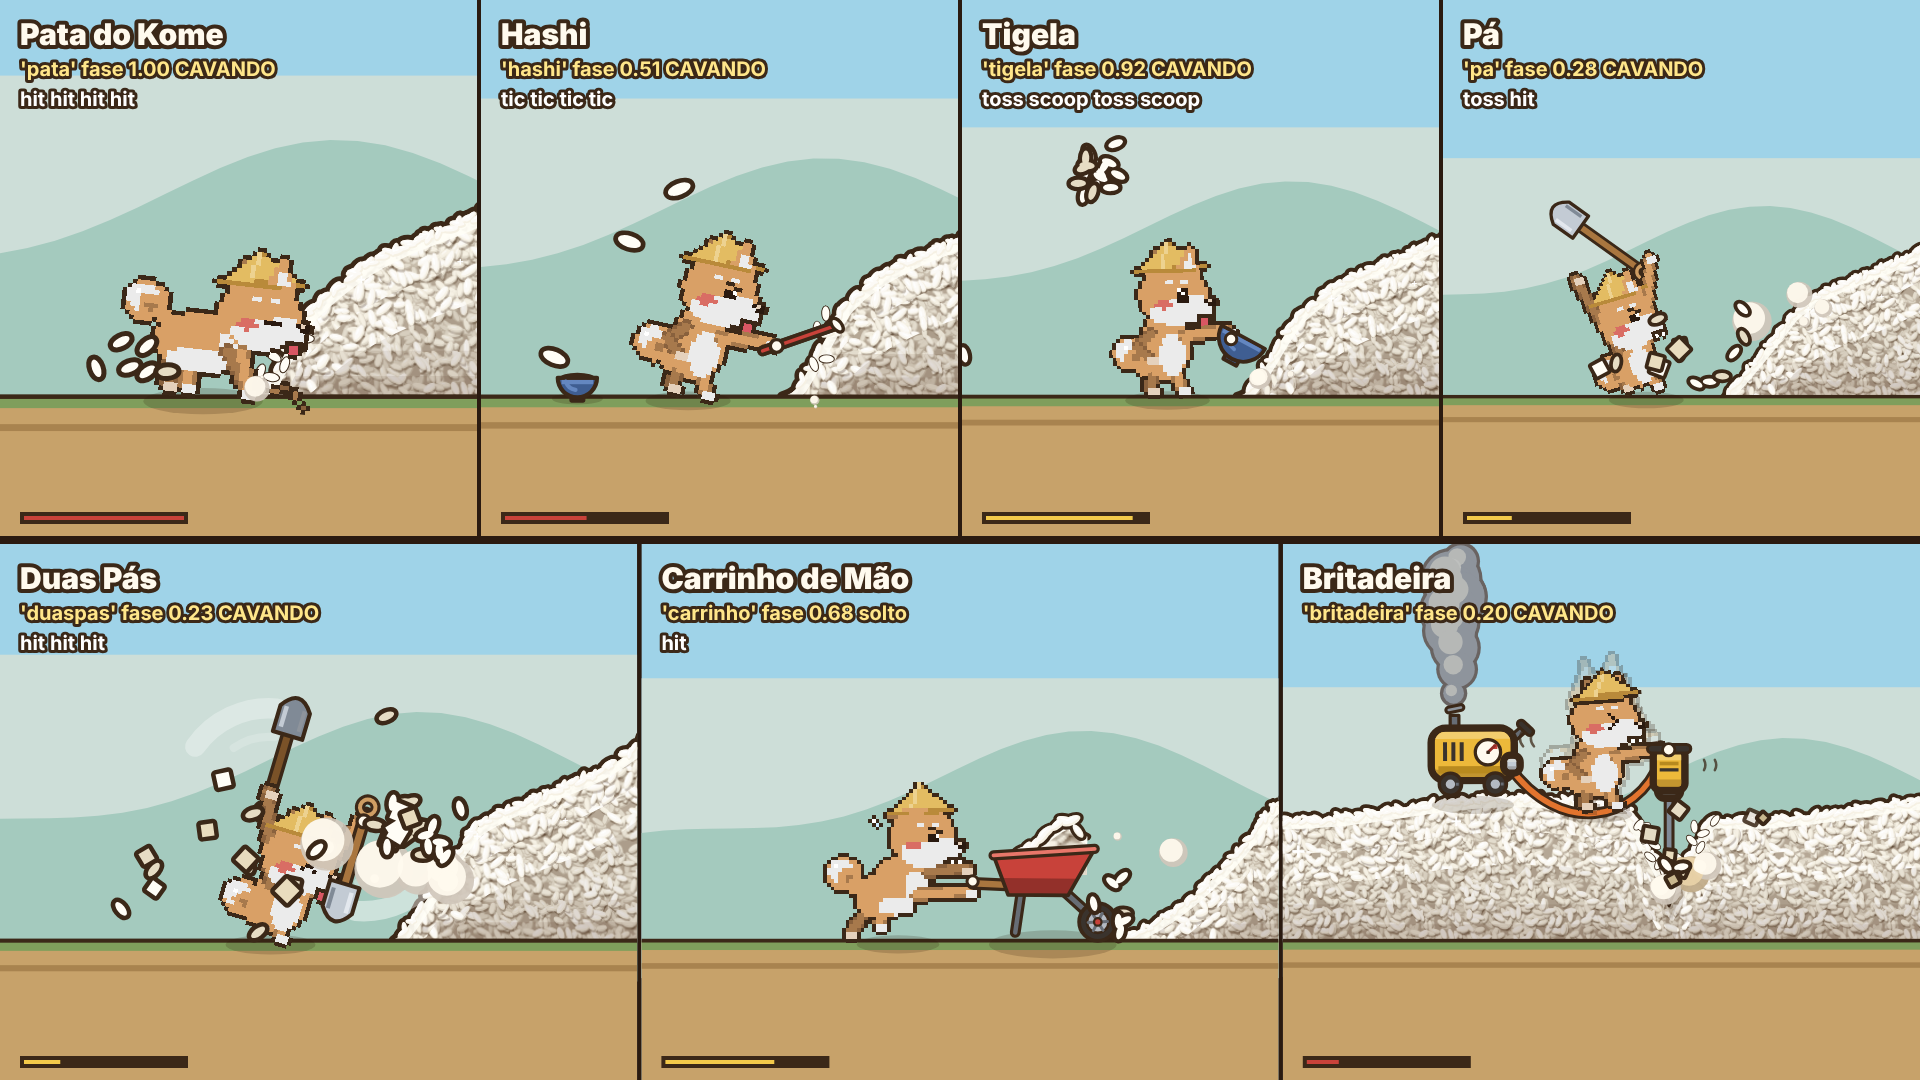 Pata do Kome
'pata' fase 1.00 CAVANDO
hit hit hit hit
Hashi
'hashi' fase 0.51 CAVANDO
tic tic tic tic
Tigela
'tigela' fase 0.92 CAVANDO
toss scoop toss scoop
Pá
'pa' fase 0.28 CAVANDO
toss hit
Duas Pás
'duaspas' fase 0.23 CAVANDO
hit hit hit
Carrinho de Mão
'carrinho' fase 0.68 solto
hit
Britadeira
'britadeira' fase 0.20 CAVANDO